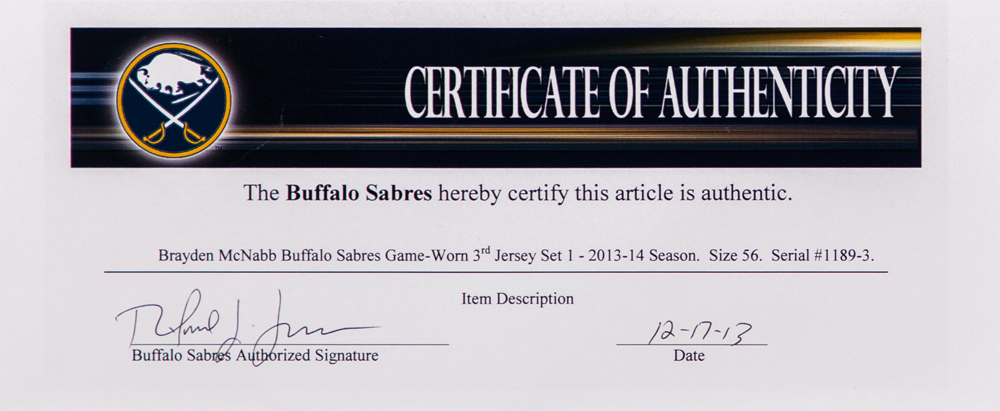 CERTIFICATE OF AUTHENTICITY
The Buffalo Sabres hereby certify this article is authentic.
Brayden McNabb Buffalo Sabres Game-Worn 3rd Jersey Set 1 - 2013-14 Season. Size 56. Serial #1189-3.
Item Description
12-17-13
Buffalo Sabres Authorized Signature Date